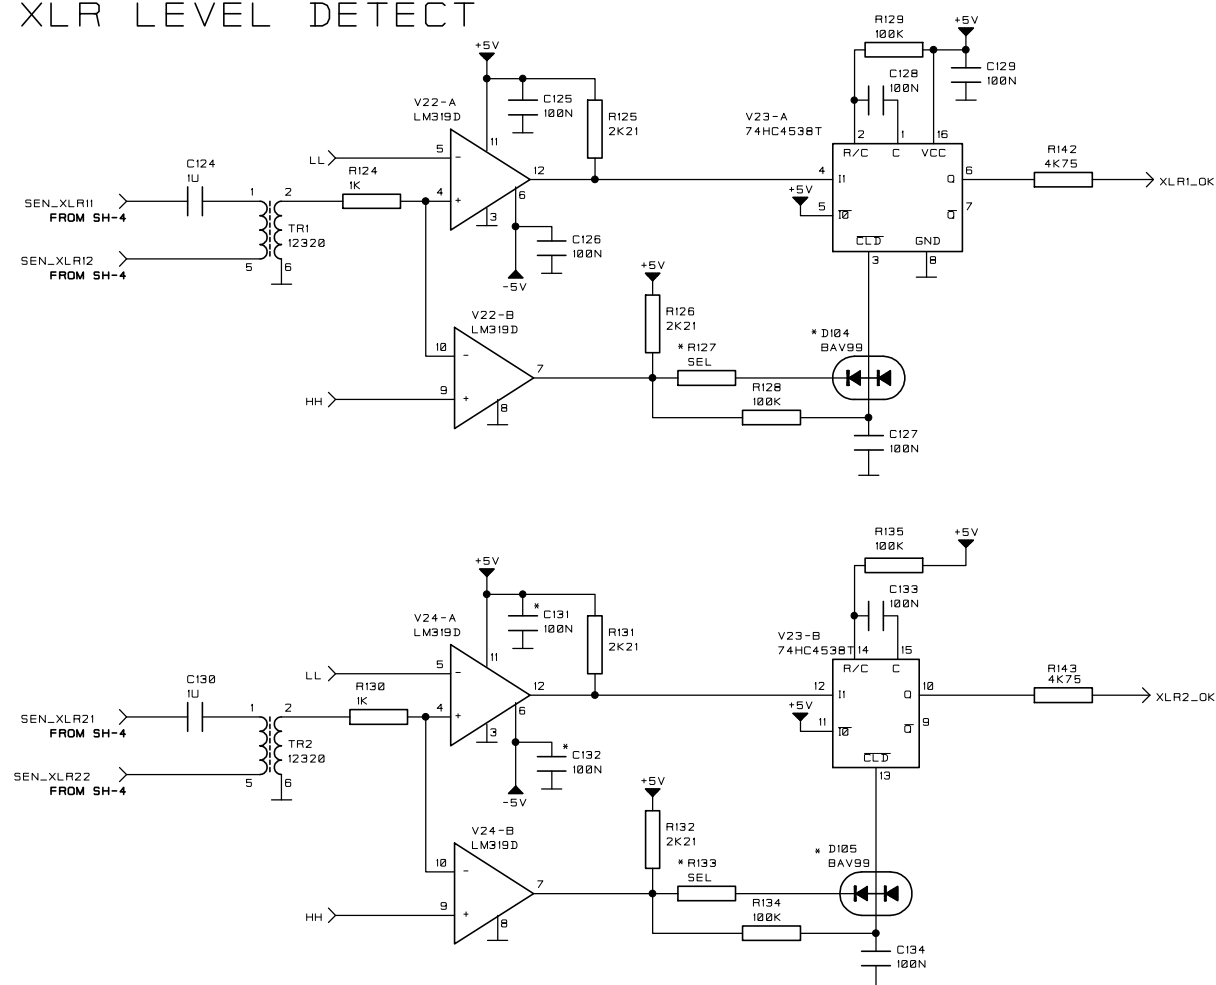 XLR LEVEL DETECT
+5V
C125
100N
R125
2K21
V22-A
LM319D
11
LL
5
-
12
4
+
6
3
C124
1U
SEN_XLR11
FROM SH-4
SEN_XLR12
FROM SH-4
1
2
5
6
TR1
12320
R124
1K
C126
100N
-5V
V22-B
LM319D
10
-
9
+
7
8
HH
+5V
R126
2K21
*R127
SEL
R128
100K
* D104
BAV99
C127
100N
R129
100K
+5V
C128
100N
C129
100N
V23-A
74HC4538T
2
1
16
R/C
C
VCC
4
I1
+5V
5
I0
Q
6
Q
7
CLD
GND
3
8
R142
4K75
XLR1_OK
+5V
* C131
100N
R131
2K21
V24-A
LM319D
11
LL
5
-
12
4
+
6
3
C130
1U
SEN_XLR21
FROM SH-4
SEN_XLR22
FROM SH-4
1
2
5
6
TR2
12320
R130
1K
* C132
100N
-5V
V24-B
LM319D
10
-
9
+
7
8
HH
+5V
R132
2K21
*R133
SEL
R134
100K
* D105
BAV99
C134
100N
R135
100K
+5V
C133
100N
V23-B
74HC4538T
14
15
R/C
C
12
I1
+5V
11
I0
Q
10
Q
9
CLD
13
R143
4K75
XLR2_OK